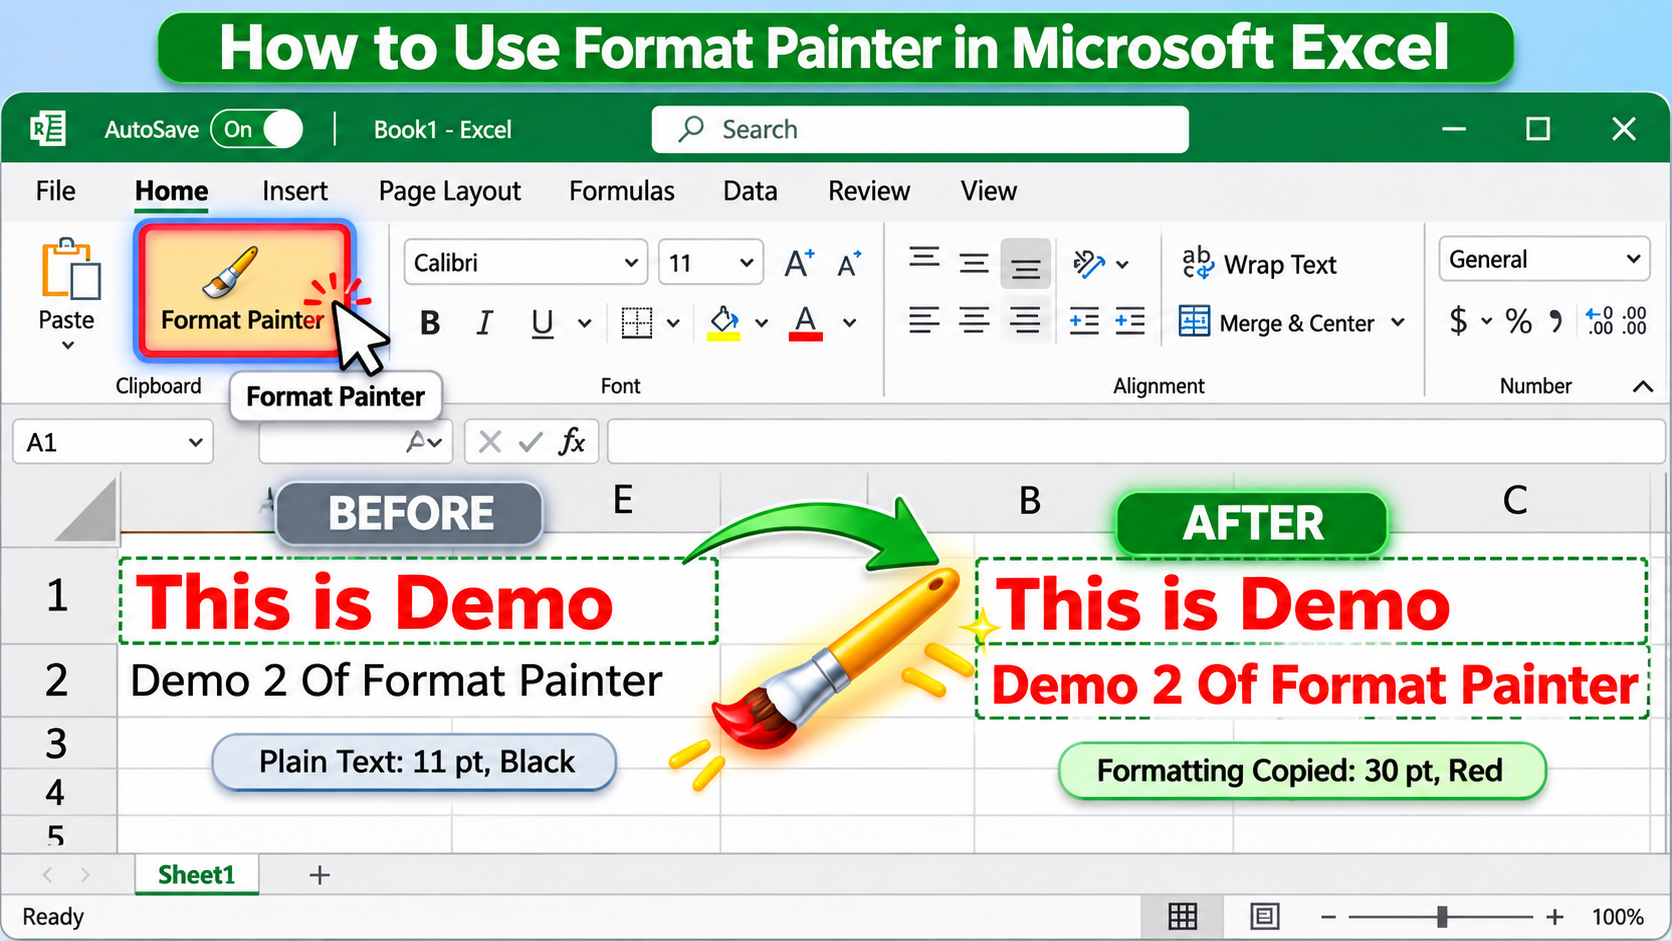 How to Use Format Painter in Microsoft Excel
AutoSave On Book1 - Excel Search
File Home Insert Page Layout Formulas Data Review View
Paste
Format Painter
Clipboard
Format Painter
Calibri 11 A+ A+
B I U A
Font
ab Wrap Text
Merge & Center
Alignment
General
$ % , .00 .00
Number
A1
fx
BEFORE E B AFTER C
1 This is Demo This is Demo
2 Demo 2 Of Format Painter Demo 2 Of Format Painter
3 Plain Text: 11 pt, Black Formatting Copied: 30 pt, Red
4
5
Sheet1 +
Ready 100%